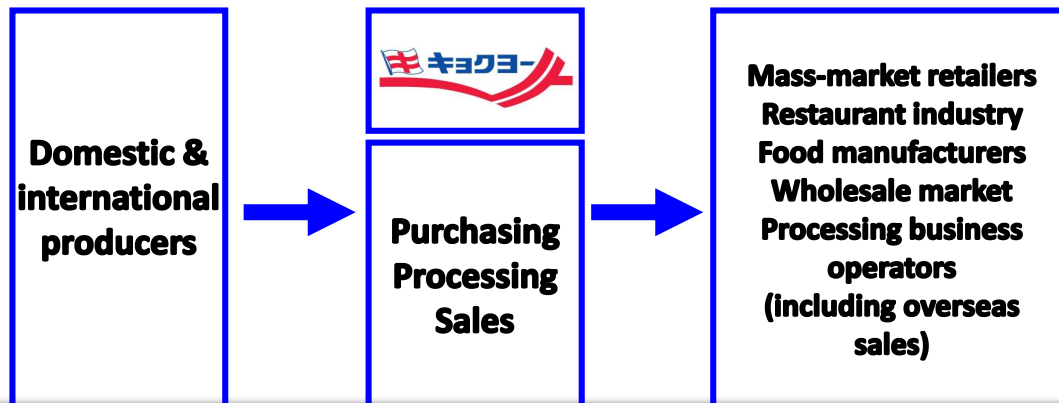 Domestic &
international
producers
キョクヨー
Purchasing
Processing
Sales
Mass-market retailers
Restaurant industry
Food manufacturers
Wholesale market
Processing business
operators
(including overseas
sales)